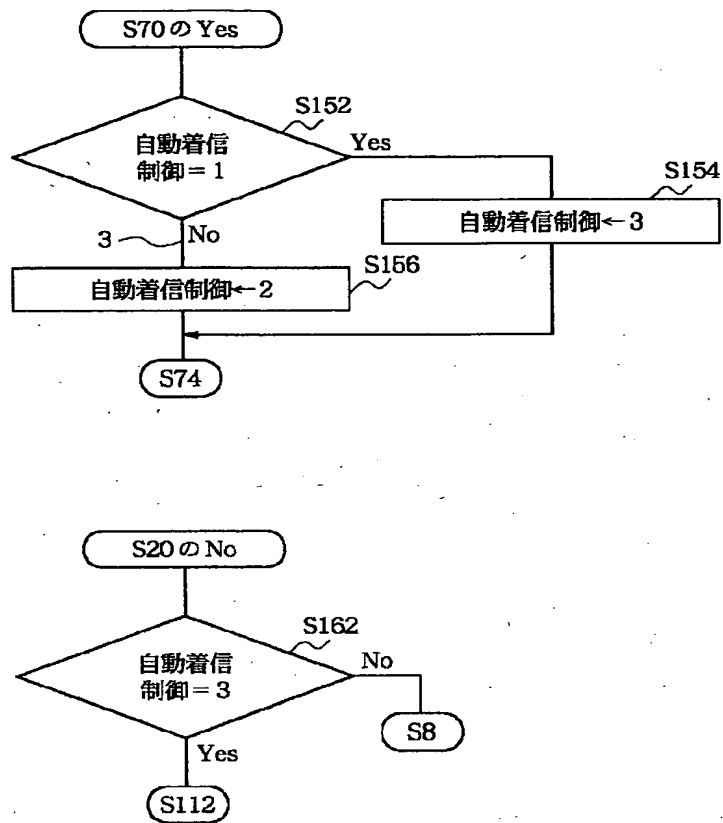 S70のYes
S152
自動着信
制御=1
Yes
S154
自動着信制御←3
3
No
S156
自動着信制御←2
S74
S20のNo
S162
自動着信
制御=3
No
S8
Yes
S112